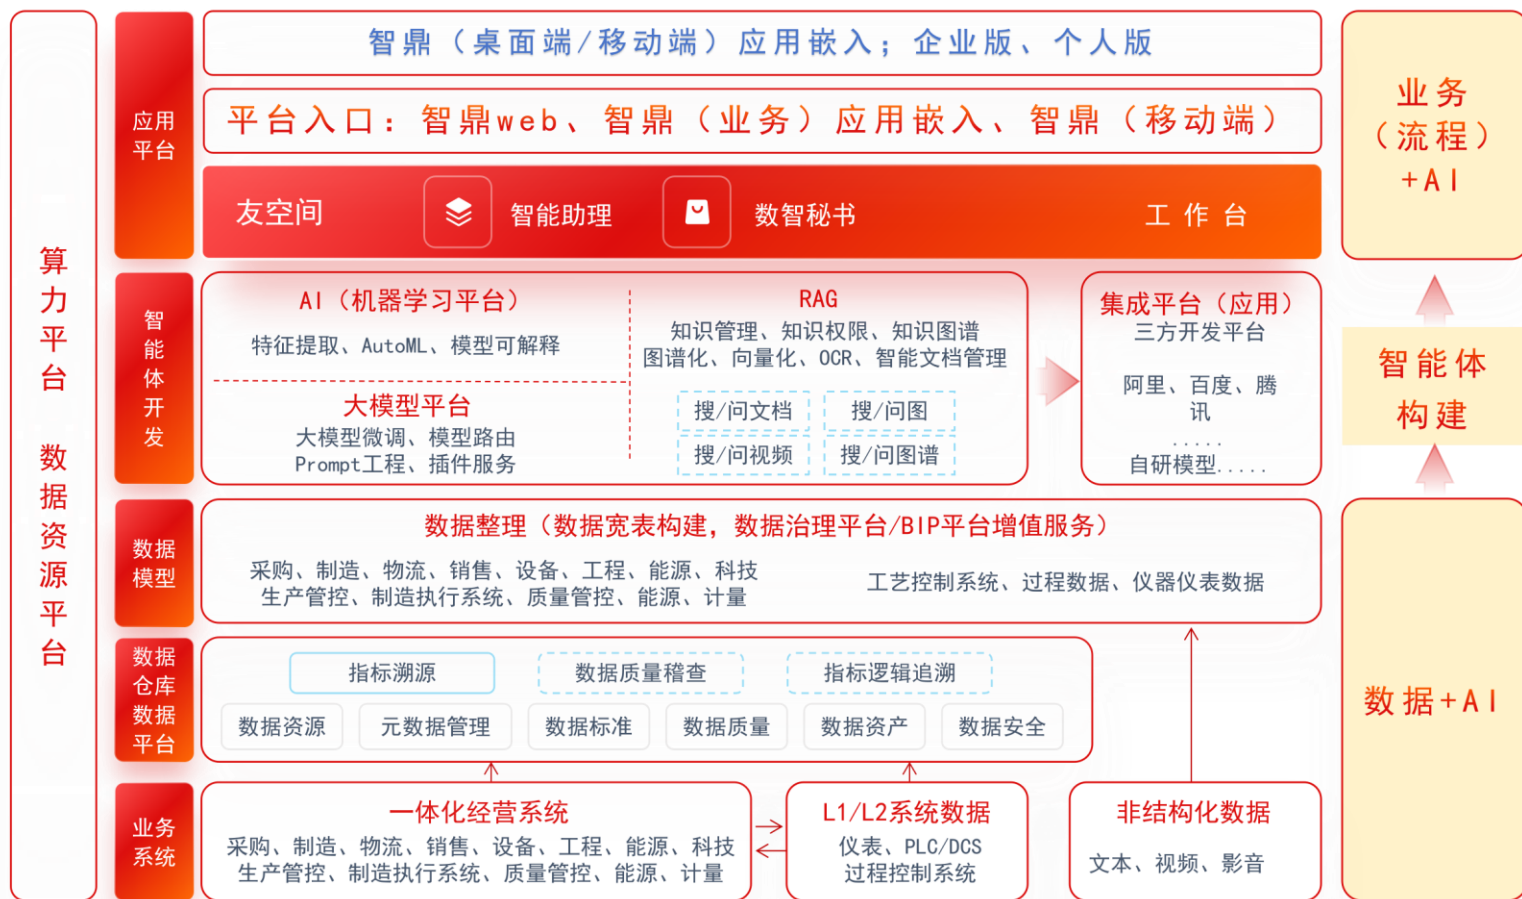 算力平台 数据资源平台
应用
平台
智鼎（桌面端/移动端）应用嵌入；企业版、个人版
平台入口：智鼎web、智鼎（业务）应用嵌入、智鼎（移动端）
友空间
智能助理
数智秘书
工作台
智能体开发
AI（机器学习平台）
特征提取、AutoML、模型可解释
大模型平台
大模型微调、模型路由
Prompt工程、插件服务
RAG
知识管理、知识权限、知识图谱
图谱化、向量化、OCR、智能文档管理
搜/问文档
搜/问图
搜/问视频
搜/问图谱
集成平台（应用）
三方开发平台
阿里、百度、腾
讯
.....
自研模型.....
数据
模型
数据整理（数据宽表构建，数据治理平台/BIP平台增值服务）
采购、制造、物流、销售、设备、工程、能源、科技
生产管控、制造执行系统、质量管控、能源、计量
工艺控制系统、过程数据、仪器仪表数据
数据
仓库
数据
平台
指标溯源
数据质量稽查
指标逻辑追溯
数据资源
元数据管理
数据标准
数据质量
数据资产
数据安全
业务
系统
一体化经营系统
采购、制造、物流、销售、设备、工程、能源、科技
生产管控、制造执行系统、质量管控、能源、计量
L1/L2系统数据
仪表、PLC/DCS
过程控制系统
非结构化数据
文本、视频、影音
业务
（流程）
+AI
智能体
构建
数据+AI